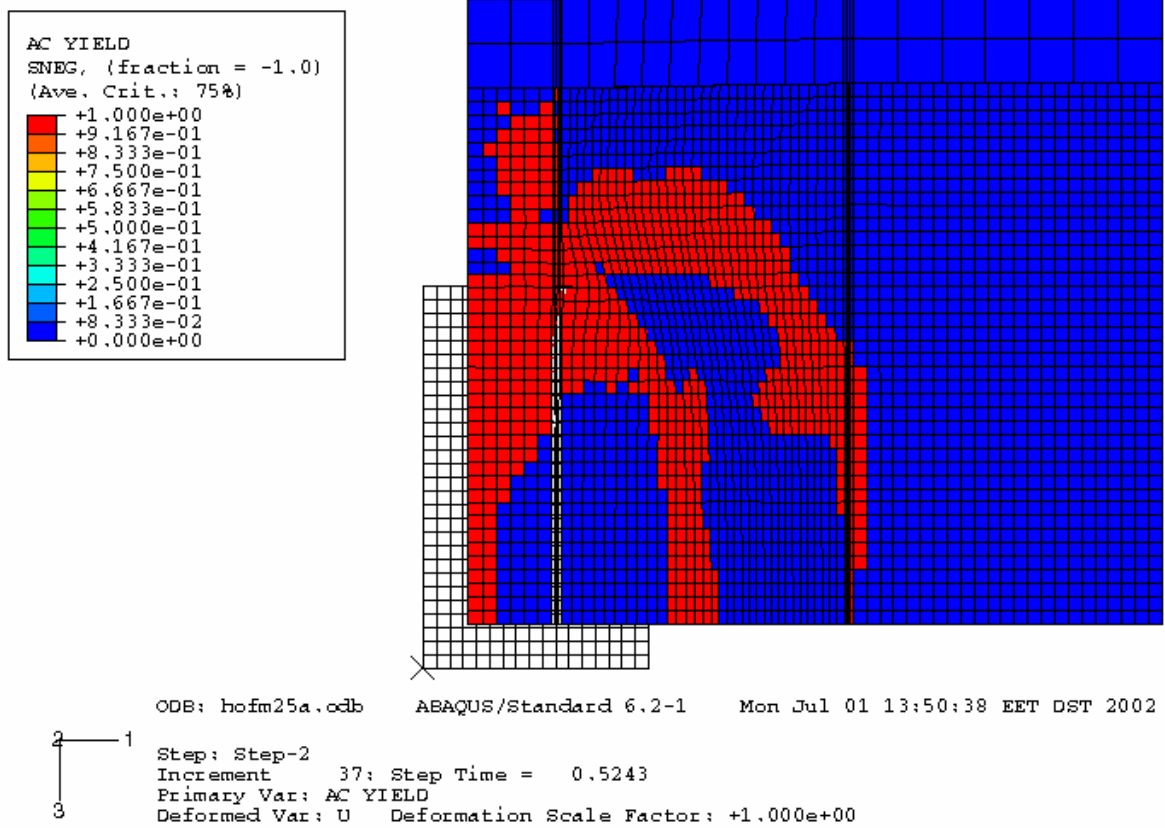 AC YIELD
SNEG, (fraction = -1.0)
(Ave. Crit.: 75%)
+1.000e+00
+9.167e-01
+8.333e-01
+7.500e-01
+6.667e-01
+5.833e-01
+5.000e-01
+4.167e-01
+3.333e-01
+2.500e-01
+1.667e-01
+8.333e-02
+0.000e+00
ODB: hofm25a.odb ABAQUS/Standard 6.2-1 Mon Jul 01 13:50:38 EET DST 2002
2 1
3
Step: Step-2
Increment 37: Step Time = 0.5243
Primary Var: AC YIELD
Deformed Var: U Deformation Scale Factor: +1.000e+00